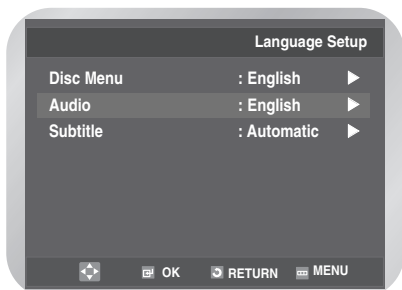 Language Setup
Disc Menu : English ▶
Audio : English ▶
Subtitle : Automatic ▶
OK RETURN MENU